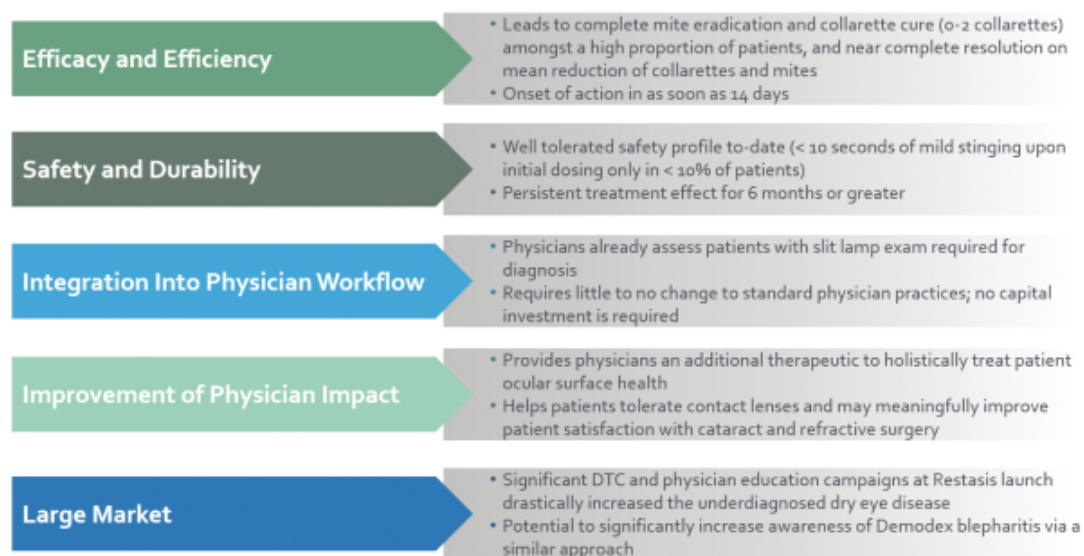 Efficacy and Efficiency
• Leads to complete mite eradication and collarette cure (0-2 collarettes)
amongst a high proportion of patients, and near complete resolution on
mean reduction of collarettes and mites
• Onset of action in as soon as 14 days
Safety and Durability
• Well tolerated safety profile to-date (< 10 seconds of mild stinging upon
initial dosing only in < 10% of patients)
• Persistent treatment effect for 6 months or greater
Integration Into Physician Workflow
• Physicians already assess patients with slit lamp exam required for
diagnosis
• Requires little to no change to standard physician practices; no capital
investment is required
Improvement of Physician Impact
• Provides physicians an additional therapeutic to holistically treat patient
ocular surface health
• Helps patients tolerate contact lenses and may meaningfully improve
patient satisfaction with cataract and refractive surgery
Large Market
• Significant DTC and physician education campaigns at Restasis launch
drastically increased the underdiagnosed dry eye disease
• Potential to significantly increase awareness of Demodex blepharitis via a
similar approach